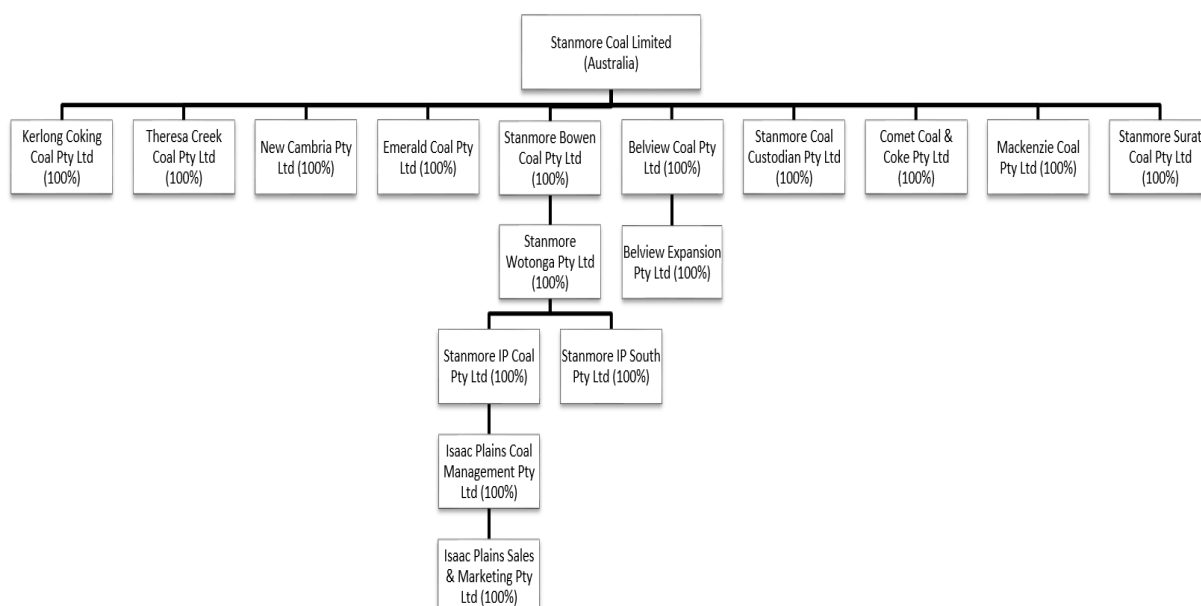 Stanmore Coal Limited
(Australia)
Kerlong Coking
Coal Pty Ltd
(100%)
Theresa Creek
Coal Pty Ltd
(100%)
New Cambria Pty
Ltd (100%)
Emerald Coal Pty
Ltd (100%)
Stanmore Bowen
Coal Pty Ltd
(100%)
Belview Coal Pty
Ltd (100%)
Stanmore Coal
Custodian Pty Ltd
(100%)
Comet Coal &
Coke Pty Ltd
(100%)
Mackenzie Coal
Pty Ltd (100%)
Stanmore Surat
Coal Pty Ltd
(100%)
Stanmore
Wotonga Pty Ltd
(100%)
Belview Expansion
Pty Ltd (100%)
Stanmore IP Coal
Pty Ltd (100%)
Stanmore IP South
Pty Ltd (100%)
Isaac Plains Coal
Management Pty
Ltd (100%)
Isaac Plains Sales
& Marketing Pty
Ltd (100%)